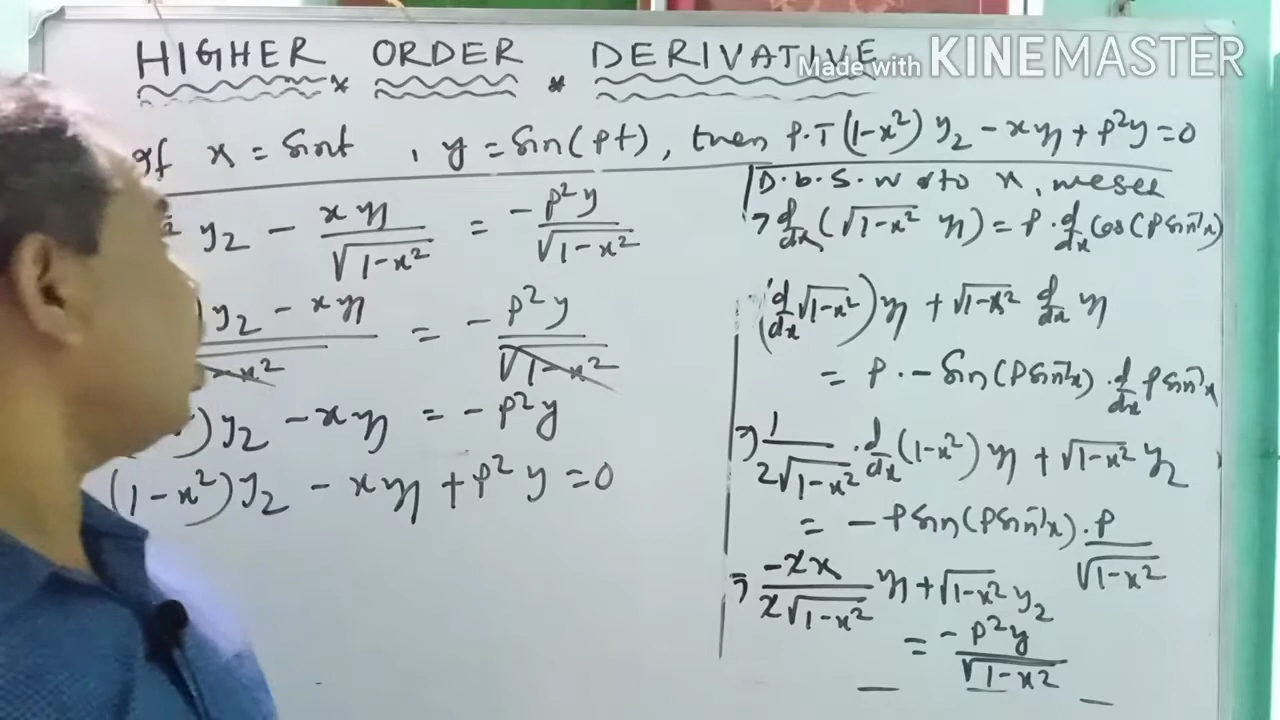 HIGHER ORDER DERIVATIVE
Made with KINEMASTER
If x = Sint , y = Sin(pt), then P.T (1-x²) y₂ - xy₁ + p²y = 0
y₂ - xy₁/√1-x² = -p²y/√1-x²
y₂ - xy₁ / -x² = - p²y/√1-x²
)y₂ - xy₁ = - p²y
(1-x²)y₂ - xy₁ + p²y = 0
D.b.S.w r to x, we see
⇒ d/dx (√1-x² y₁) = p · d/dx Cos(p sin⁻¹x)
(d/dx √1-x²) y₁ + √1-x² d/dx y₁
= p · - Sin(p sin⁻¹x) · d/dx p sin⁻¹x
⇒ 1/2√1-x² · d/dx (1-x²) y₁ + √1-x² y₂
= - p sin(p sin⁻¹x) · p/√1-x²
⇒ -2x/2√1-x² y₁ + √1-x² y₂
= -p²y/√1-x²